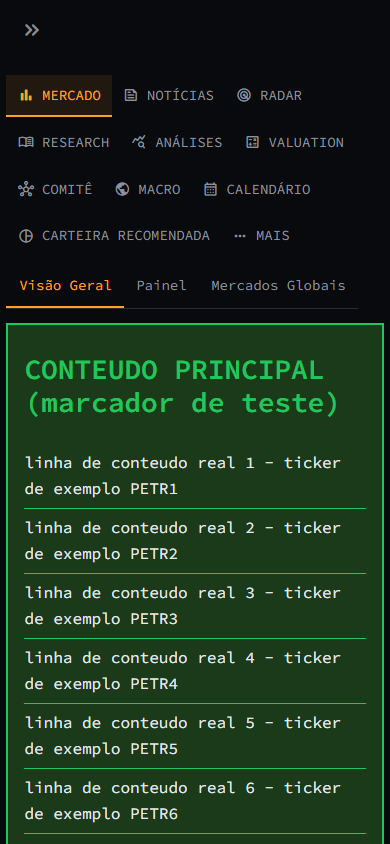 MERCADO NOTÍCIAS RADAR
RESEARCH ANÁLISES VALUATION
COMITÊ MACRO CALENDÁRIO
CARTEIRA RECOMENDADA MAIS
Visão Geral Painel Mercados Globais
CONTEUDO PRINCIPAL
(marcador de teste)
linha de conteudo real 1 - ticker
de exemplo PETR1
linha de conteudo real 2 - ticker
de exemplo PETR2
linha de conteudo real 3 - ticker
de exemplo PETR3
linha de conteudo real 4 - ticker
de exemplo PETR4
linha de conteudo real 5 - ticker
de exemplo PETR5
linha de conteudo real 6 - ticker
de exemplo PETR6